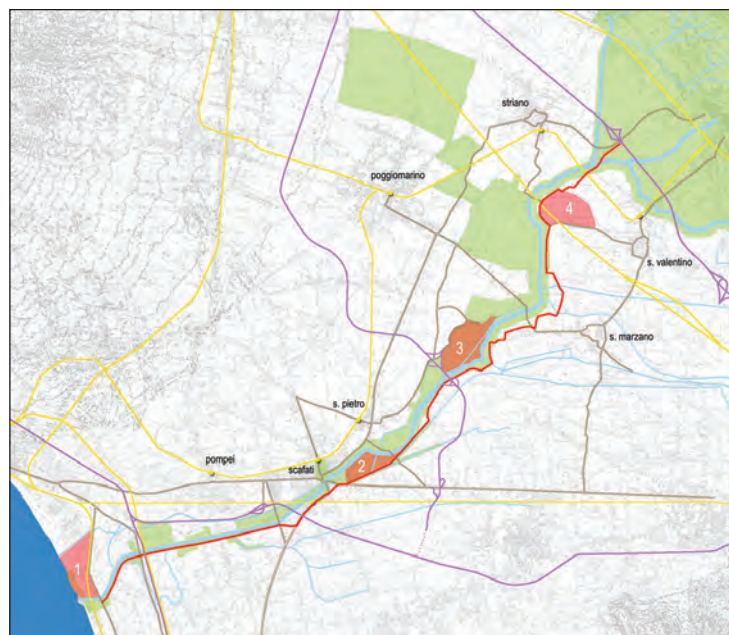 striano
poggiomarino
4
s. valentino
3
s. marzano
s. pietro
pompei
scafati
2
1